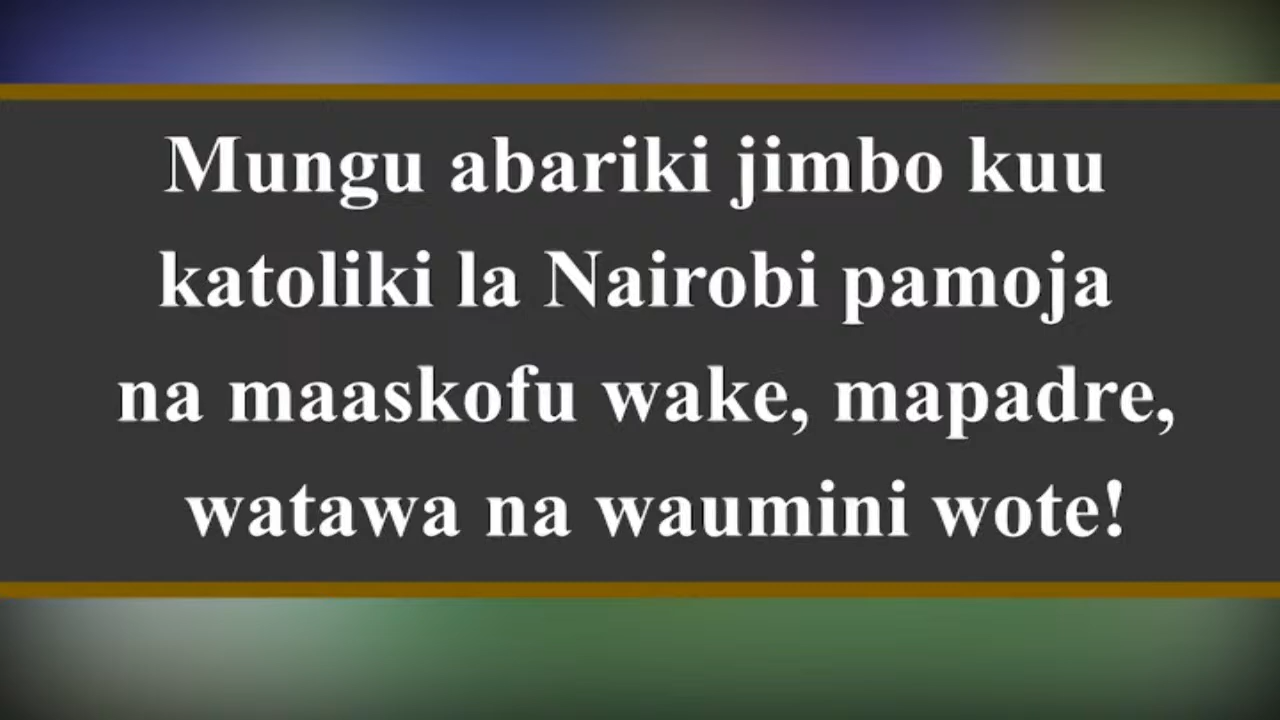 Mungu abariki jimbo kuu
katoliki la Nairobi pamoja
na maaskofu wake, mapadre,
watawa na waumini wote!